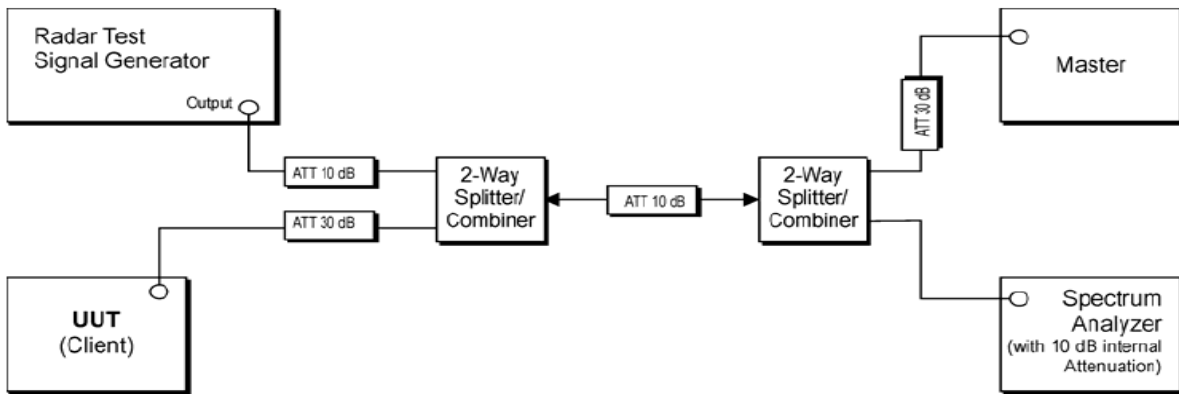 Radar Test
Signal Generator
Output
ATT 10 dB
ATT 30 dB
2-Way
Splitter/
Combiner
ATT 10 dB
2-Way
Splitter/
Combiner
ATT 30 dB
Master
UUT
(Client)
Spectrum
Analyzer
(with 10 dB internal
Attenuation)